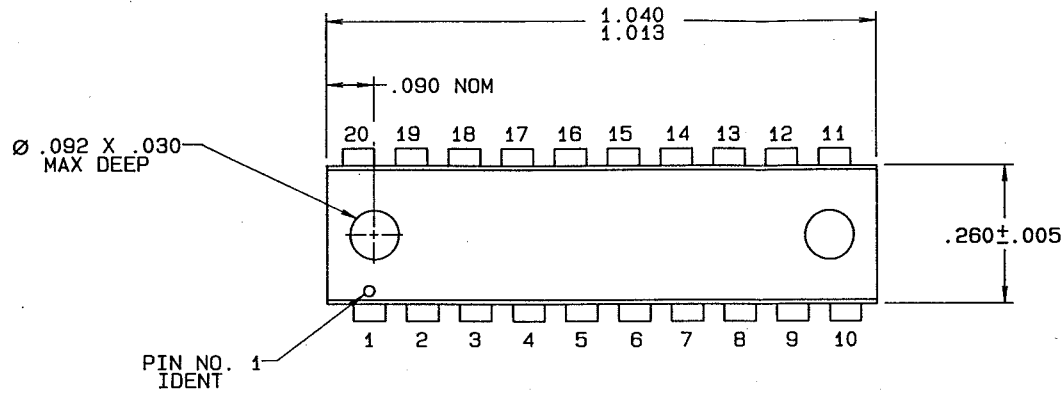 1.040
1.013
.090 NOM
Ø .092 X .030
MAX DEEP
20 19 18 17 16 15 14 13 12 11
.260±.005
1 2 3 4 5 6 7 8 9 10
PIN NO. 1
IDENT